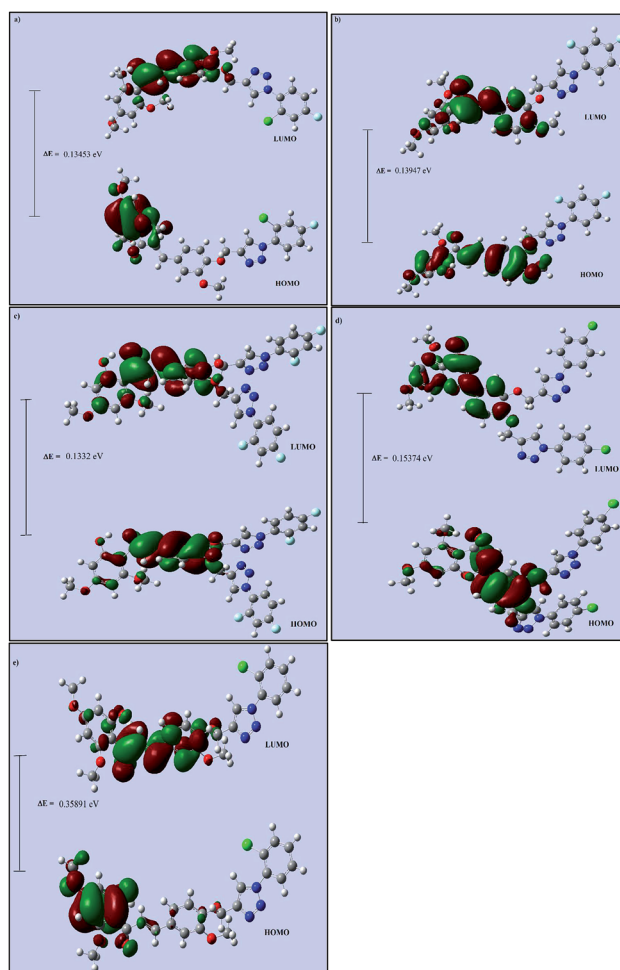 a)
LUMO
ΔE = 0.13453 eV
HOMO
b)
LUMO
ΔE = 0.13947 eV
HOMO
c)
LUMO
ΔE = 0.1332 eV
HOMO
d)
LUMO
ΔE = 0.15374 eV
HOMO
e)
LUMO
ΔE = 0.35891 eV
HOMO